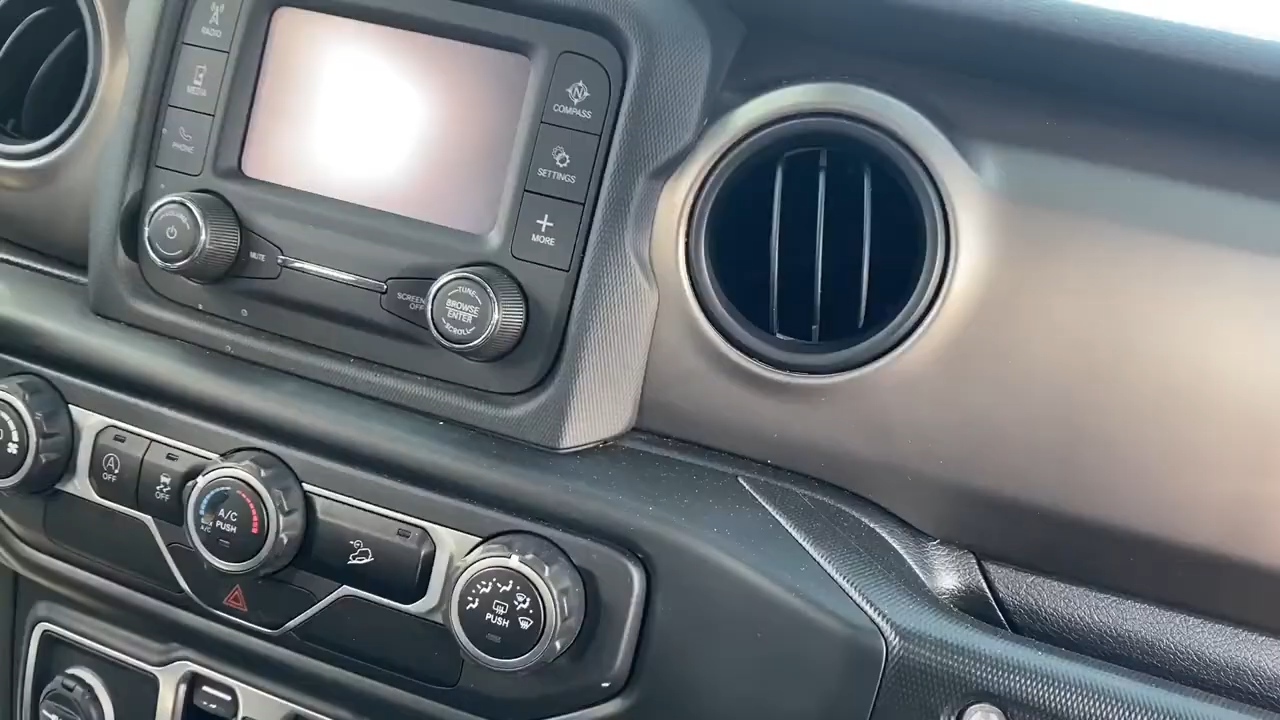 RADIO
MEDIA
PHONE
N
COMPASS
SETTINGS
MORE
MUTE
SCREEN
OFF
TUNE
BROWSE
ENTER
SCROLL
A
OFF
OFF
A/C
PUSH
A/C
PUSH